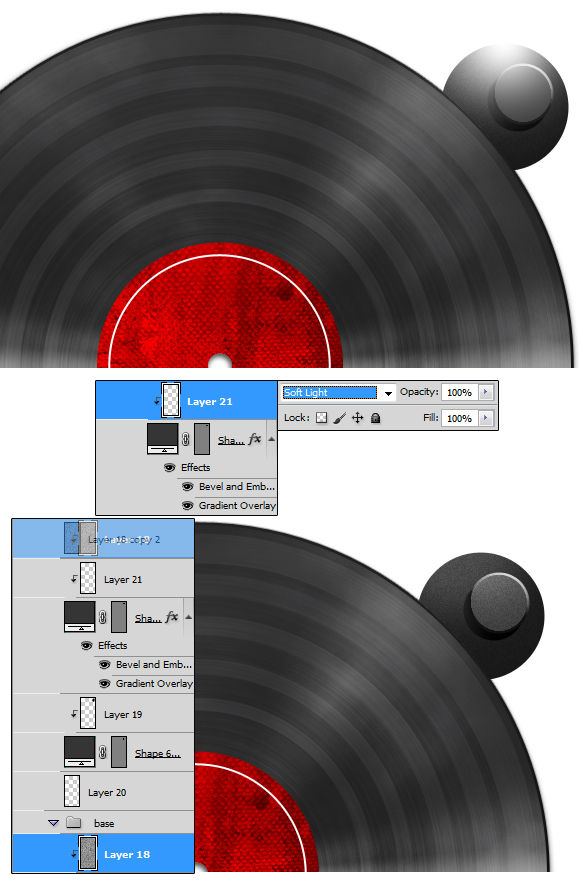 Layer 21
Soft Light
Opacity: 100%
Lock:
Fill: 100%
Sha... fx
Effects
Bevel and Emb...
Gradient Overlay
Layer 18 copy 2
Layer 21
Sha... fx
Effects
Bevel and Emb...
Gradient Overlay
Layer 19
Shape 6...
Layer 20
base
Layer 18